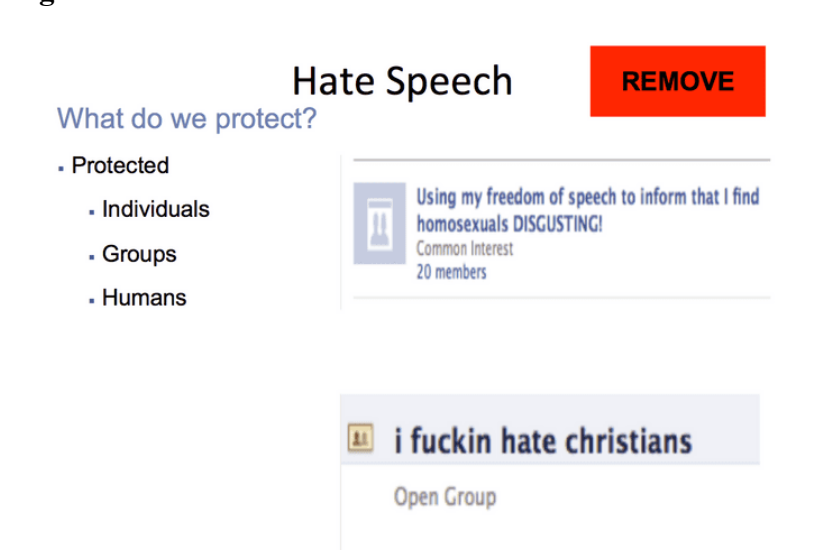 Hate Speech
REMOVE
What do we protect?
Protected
Individuals
Groups
Humans
Using my freedom of speech to inform that I find
homosexuals DISGUSTING!
Common Interest
20 members
i fuckin hate christians
Open Group